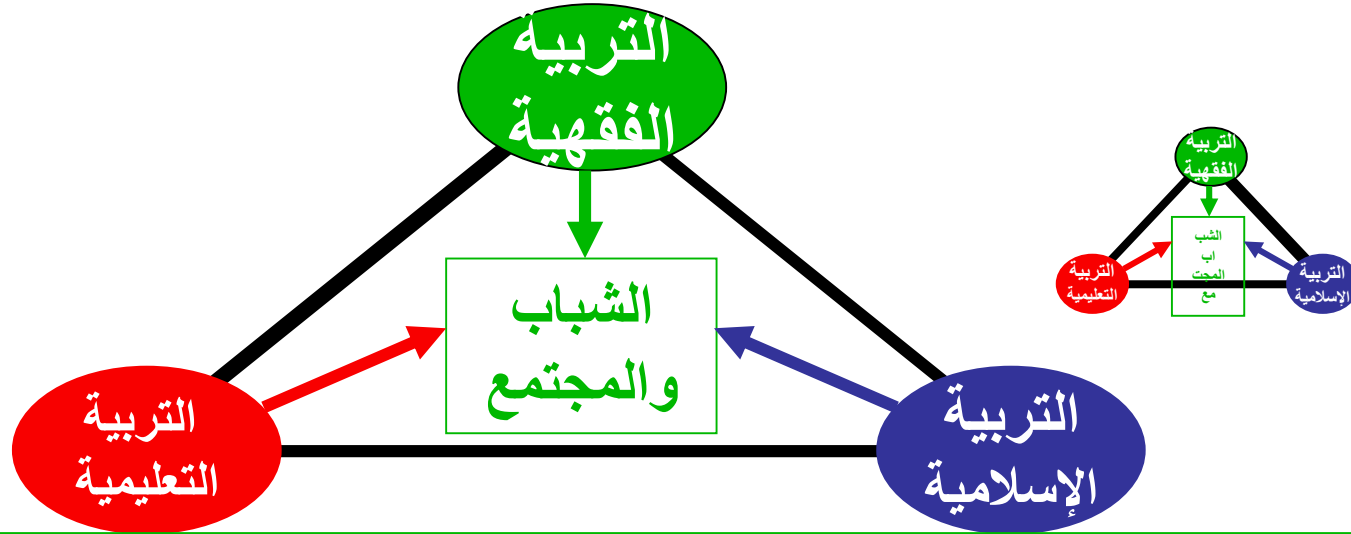 التربية
الفقهية
الشباب
والمجتمع
التربية
الإسلامية
التربية
التعليمية
التربية
الفقهية
الشب
اب
المجت
مع
التربية
الإسلامية
التربية
التعليمية